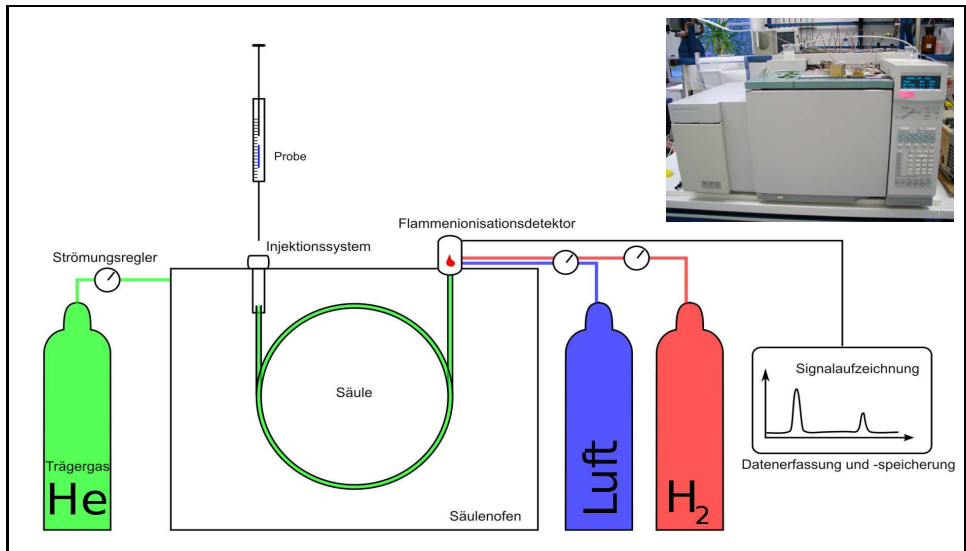 Probe
Flammenionisationsdetektor
Injektionssystem
Strömungsregler
Säule
Signalaufzeichnung
Trägergas
He
Luft
H2
Säulenofen
Datenerfassung und -speicherung